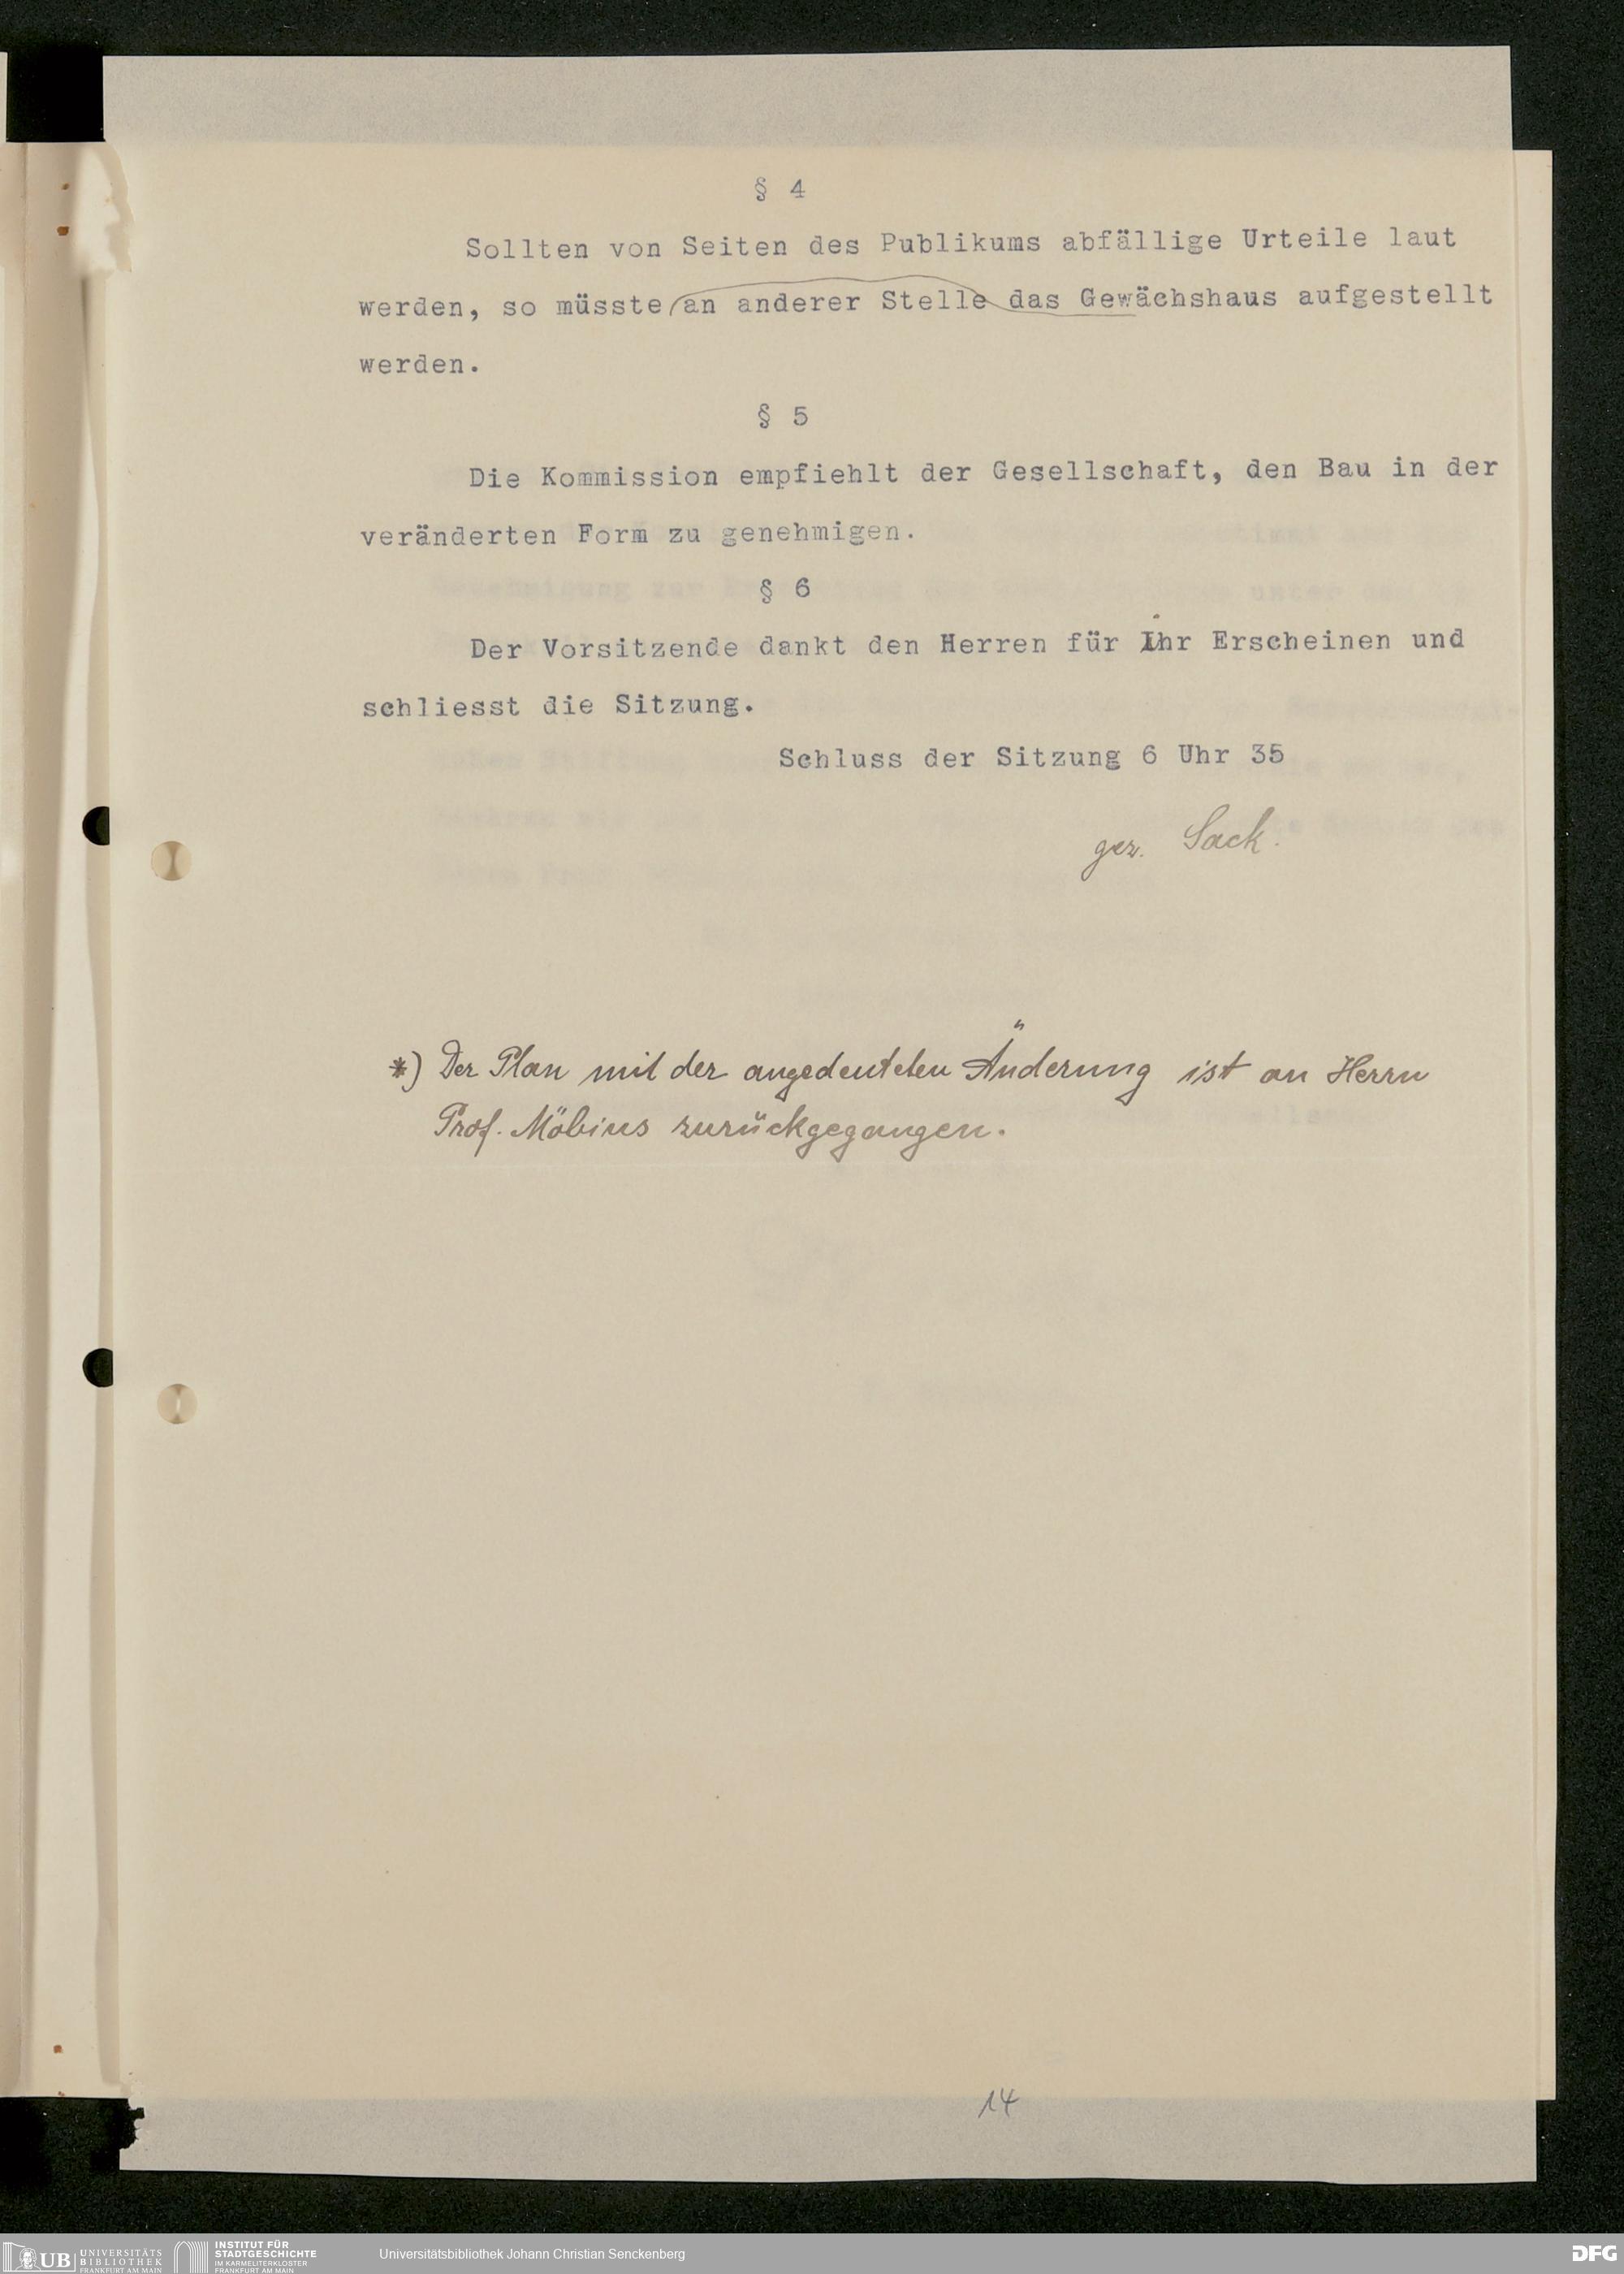 § 4
Sollten von Seiten des Publikums abfällige Urteile laut
werden, so müsste an anderer Stelle das Gewächshaus aufgestellt
werden.
§ 5
Die Kommission empfiehlt der Gesellschaft, den Bau in der
veränderten Form zu genehmigen.
§ 6
Der Vorsitzende dankt den Herren für ihr Erscheinen und
schliesst die Sitzung.
Schluss der Sitzung 6 Uhr 35
gez. Sack.
*) Der Plan mit der angedeuteten Änderung ist an Herrn
Prof. Möbius zurückgegangen.
14
UB UNIVERSITÄTS
BIBLIOTHEK
FRANKFURT AM MAIN
INSTITUT FÜR
STADTGESCHICHTE
IM KARMELITERKLOSTER
FRANKFURT AM MAIN
Universitätsbibliothek Johann Christian Senckenberg
DFG